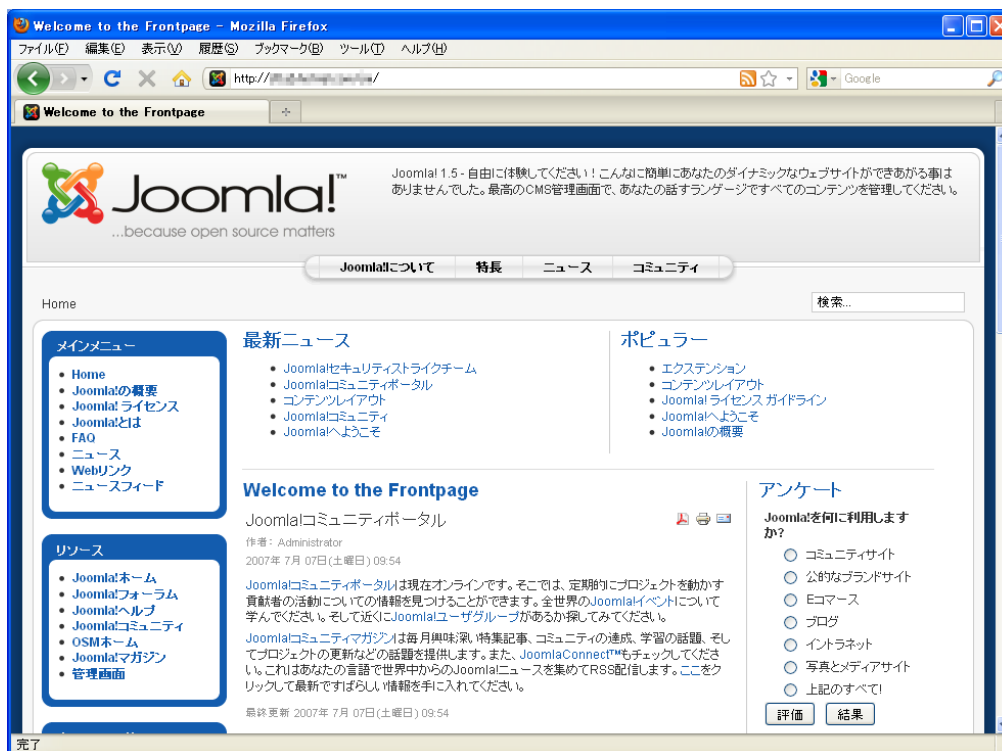 Welcome to the Frontpage - Mozilla Firefox
ファイル(F) 編集(E) 表示(V) 履歴(S) ブックマーク(B) ツール(T) ヘルプ(H)
http:// /
Google
Welcome to the Frontpage
Joomla!™
...because open source matters
Joomla! 1.5 - 自由に体験してください！こんなに簡単にあなたのダイナミックなウェブサイトができあがる事は
ありませんでした。最高のCMS管理画面で、あなたの話すランゲージですべてのコンテンツを管理してください。
Joomla!について 特長 ニュース コミュニティ
Home
検索...
メインメニュー
Home
Joomla!の概要
Joomla! ライセンス
Joomla!とは
FAQ
ニュース
Webリンク
ニュースフィード
リソース
Joomla!ホーム
Joomla!フォーラム
Joomla!ヘルプ
Joomla!コミュニティ
OSMホーム
Joomla!マガジン
管理画面
最新ニュース
Joomla!セキュリティストライクチーム
Joomla!コミュニティポータル
コンテンツレイアウト
Joomla!コミュニティ
Joomla!へようこそ
ポピュラー
エクステンション
コンテンツレイアウト
Joomla! ライセンス ガイドライン
Joomla!へようこそ
Joomla!の概要
Welcome to the Frontpage
Joomla!コミュニティポータル
作者: Administrator
2007年 7月 07日(土曜日) 09:54
Joomla!コミュニティポータルは現在オンラインです。そこでは、定期的にプロジェクトを動かす
貢献者の活動についての情報を見つけることができます。全世界のJoomla!イベントについて
学んでください。そして近くにJoomla!ユーザグループがあるか探してみてください。
Joomla!コミュニティマガジンは毎月興味深い特集記事、コミュニティの達成、学習の話題、そし
てプロジェクトの更新などの話題を提供します。また、JoomlaConnect™もチェックしてくださ
い。これはあなたの言語で世界中からのJoomla!ニュースを集めてRSS配信します。ここをク
リックして最新ですばらしい情報を手に入れてください。
最終更新 2007年 7月 07日(土曜日) 09:54
アンケート
Joomla!を何に利用します
か?
コミュニティサイト
公的なブランドサイト
Eコマース
ブログ
イントラネット
写真とメディアサイト
上記のすべて!
評価 結果
完了